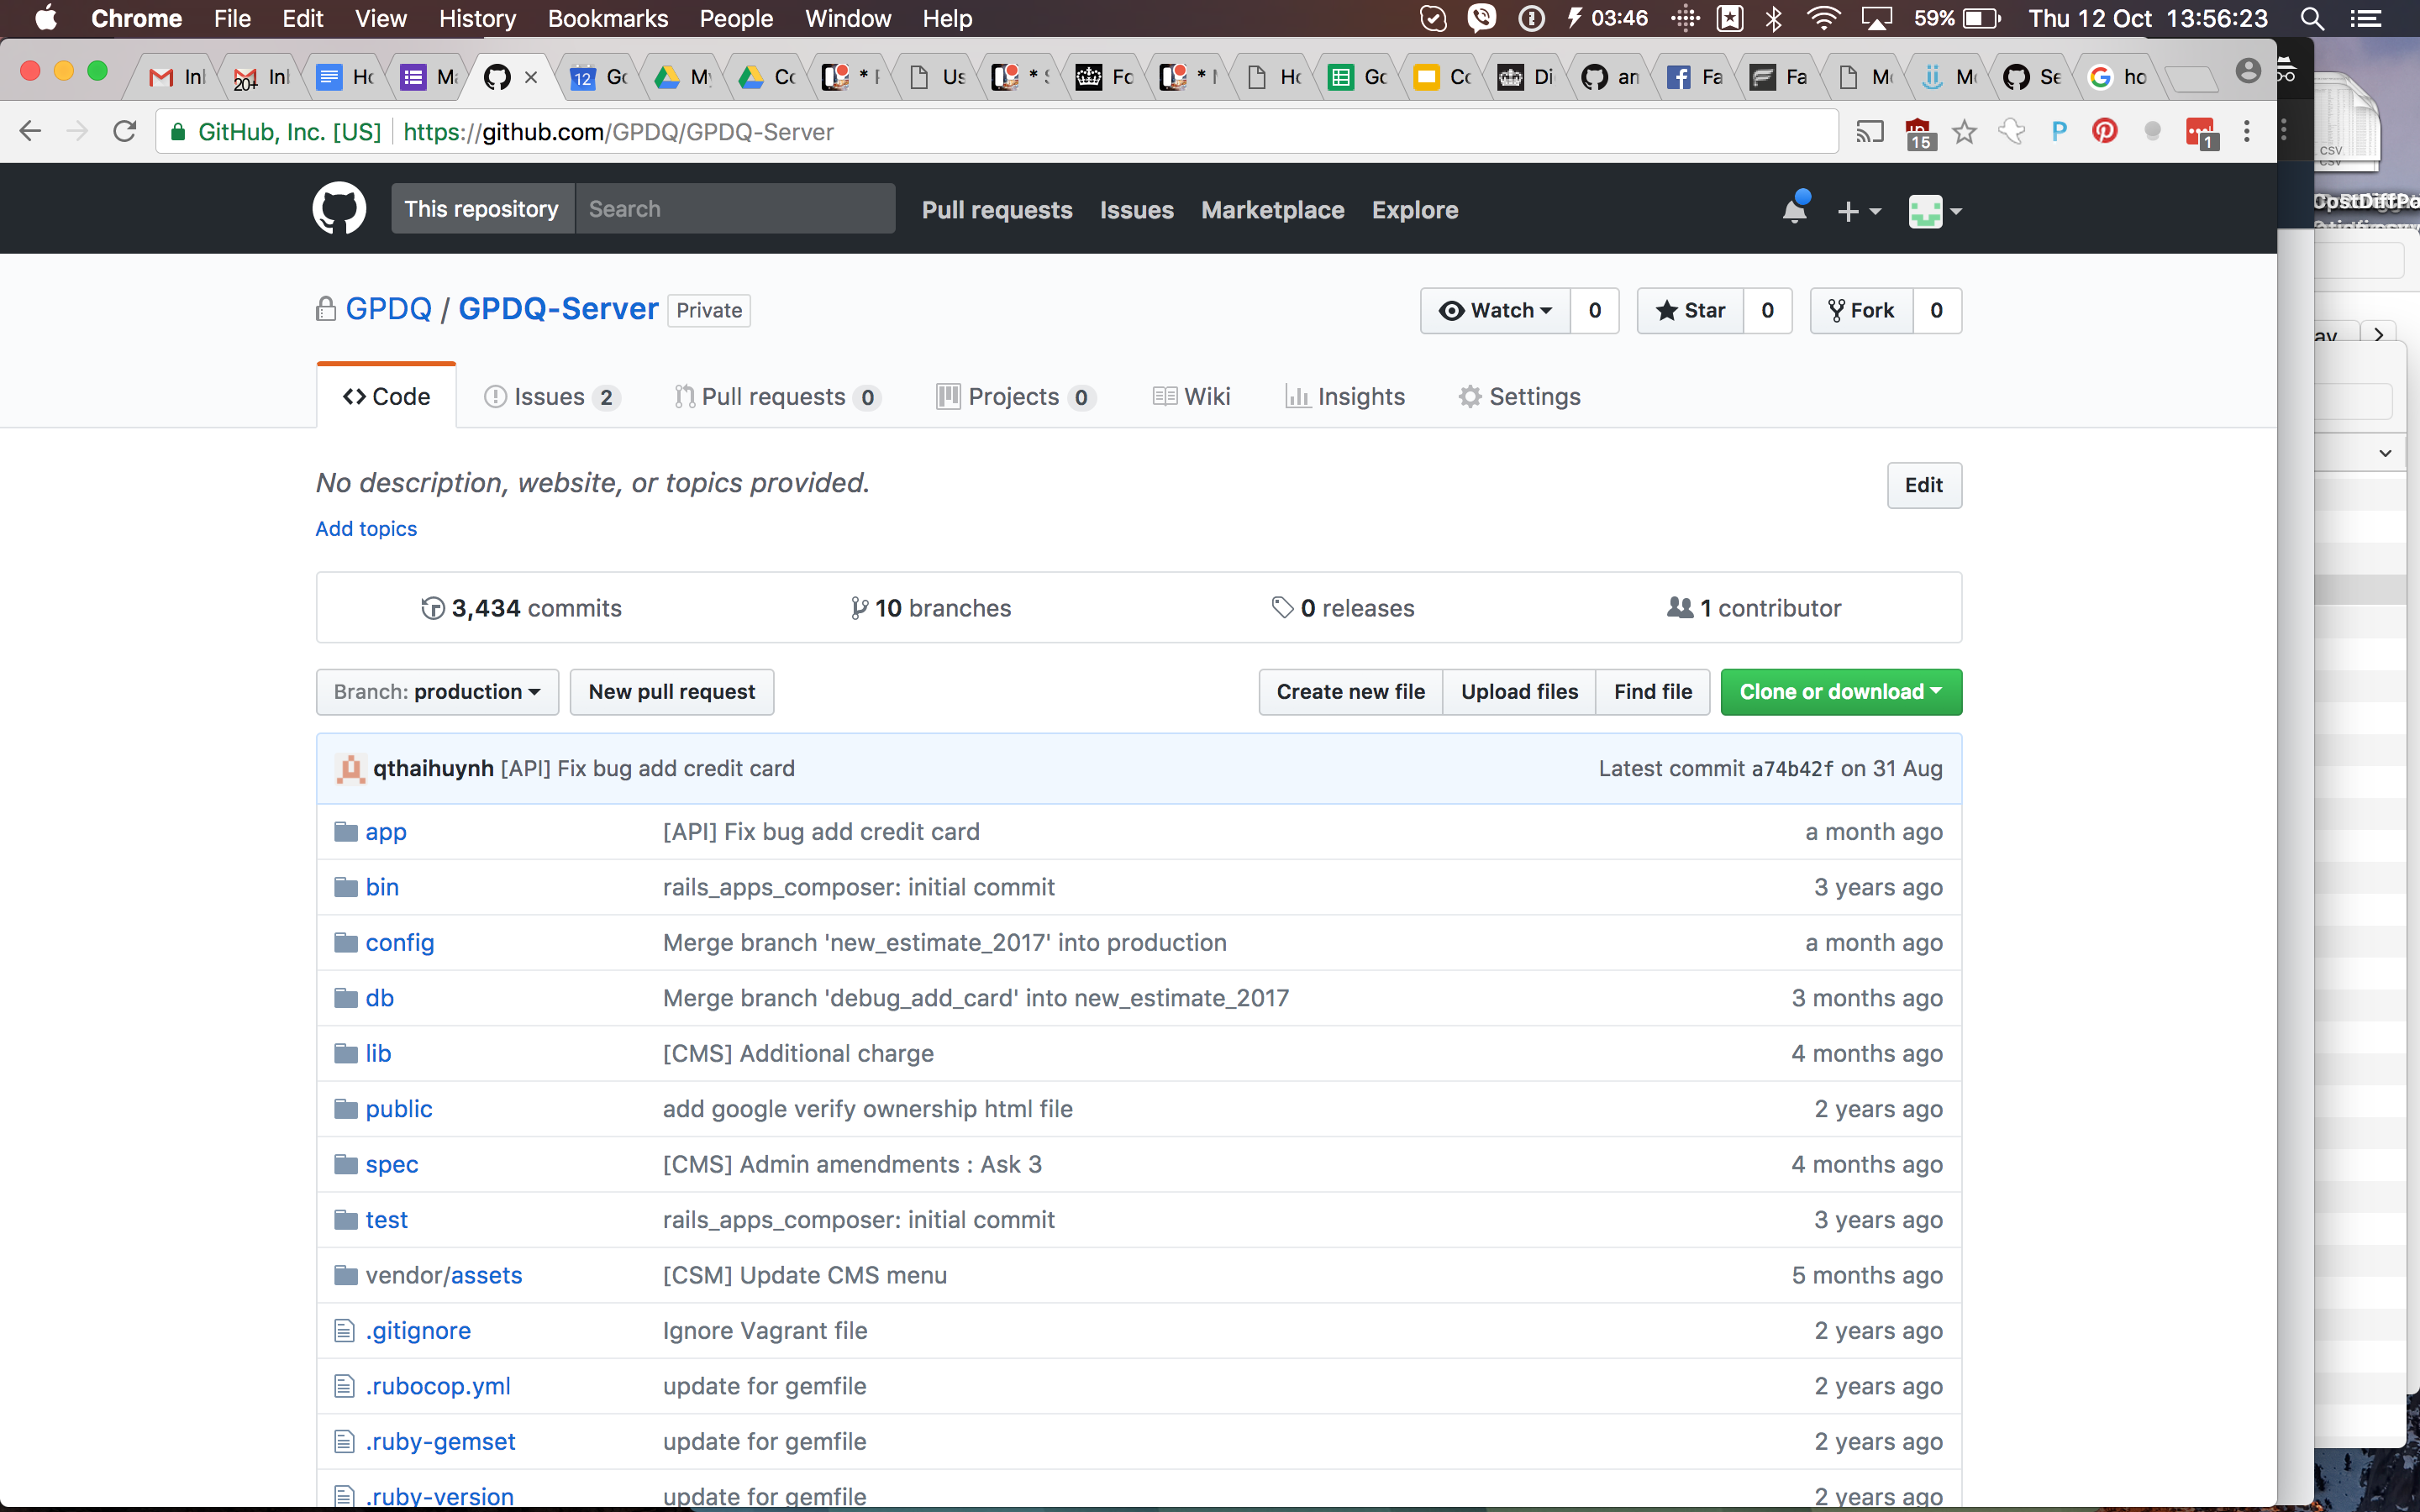 Chrome File Edit View History Bookmarks People Window Help 03:46 59% Thu 12 Oct 13:56:23
Inl 20+ Inl Hc Ma 12 Gc My Cc * F Us * S Fc * Hc Gc Cc Di an Fa Fa Mc Mc Se ho
GitHub, Inc. [US] https://github.com/GPDQ/GPDQ-Server 15 P 1
csv
This repository Search Pull requests Issues Marketplace Explore
GPDQ / GPDQ-Server Private Watch 0 Star 0 Fork 0
Code Issues 2 Pull requests 0 Projects 0 Wiki Insights Settings
No description, website, or topics provided. Edit
Add topics
3,434 commits 10 branches 0 releases 1 contributor
Branch: production New pull request Create new file Upload files Find file Clone or download
qthaihuynh [API] Fix bug add credit card Latest commit a74b42f on 31 Aug
app [API] Fix bug add credit card a month ago
bin rails_apps_composer: initial commit 3 years ago
config Merge branch 'new_estimate_2017' into production a month ago
db Merge branch 'debug_add_card' into new_estimate_2017 3 months ago
lib [CMS] Additional charge 4 months ago
public add google verify ownership html file 2 years ago
spec [CMS] Admin amendments : Ask 3 4 months ago
test rails_apps_composer: initial commit 3 years ago
vendor/assets [CSM] Update CMS menu 5 months ago
.gitignore Ignore Vagrant file 2 years ago
.rubocop.yml update for gemfile 2 years ago
.ruby-gemset update for gemfile 2 years ago
.ruby-version update for gemfile 2 years ago